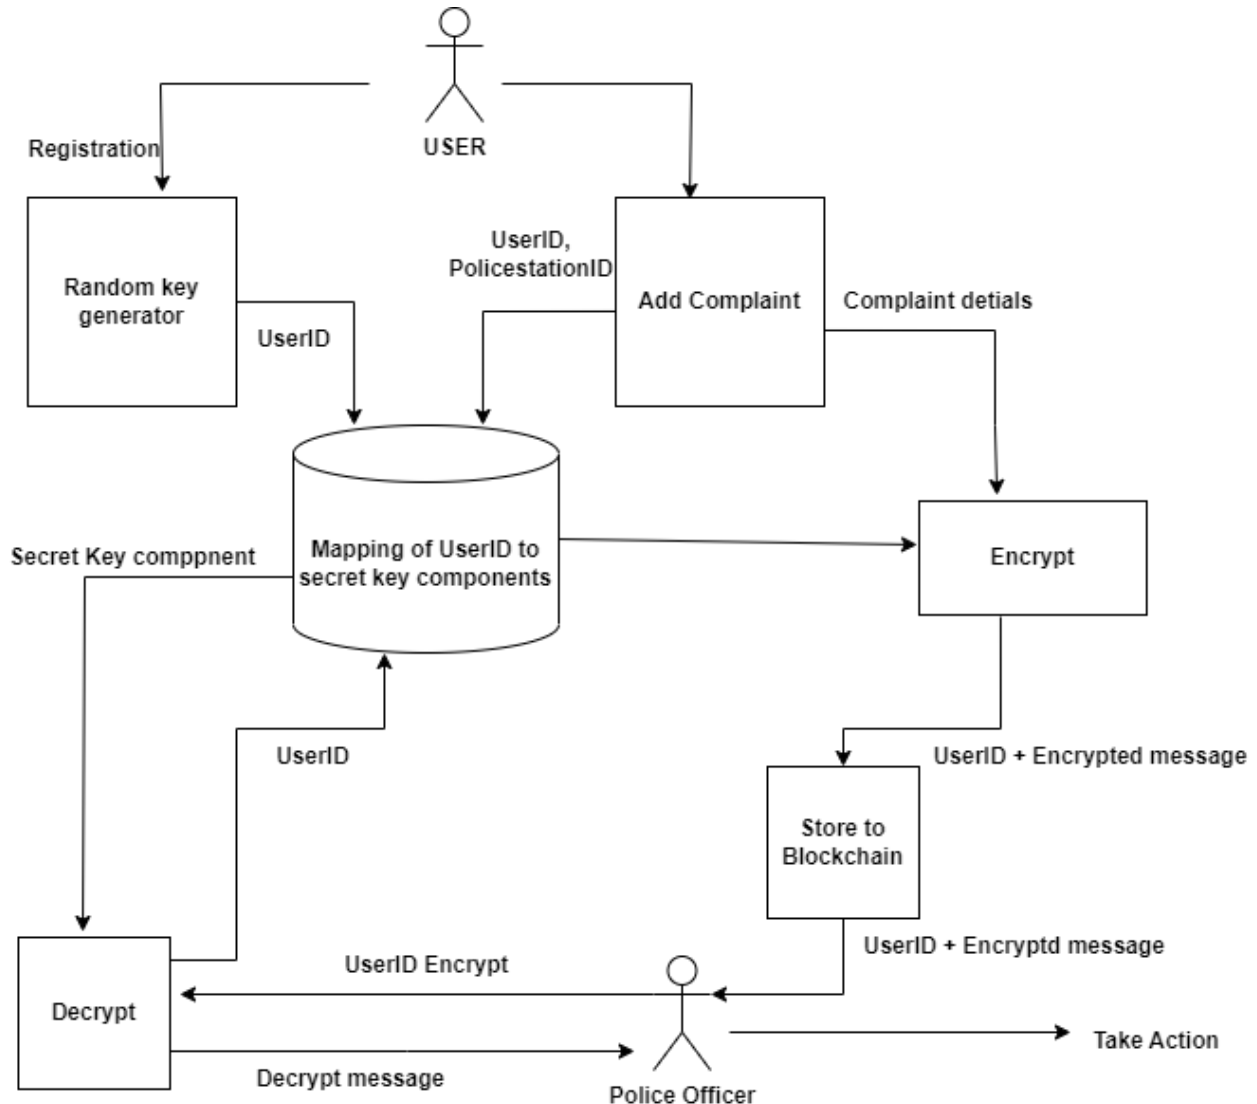 USER
Registration
UserID,
PolicestationID
Random key
generator
Add Complaint
Complaint detials
UserID
Mapping of UserID to
secret key components
Secret Key comppnent
Encrypt
UserID
UserID + Encrypted message
Store to
Blockchain
UserID + Encryptd message
UserID Encrypt
Decrypt
Take Action
Decrypt message
Police Officer